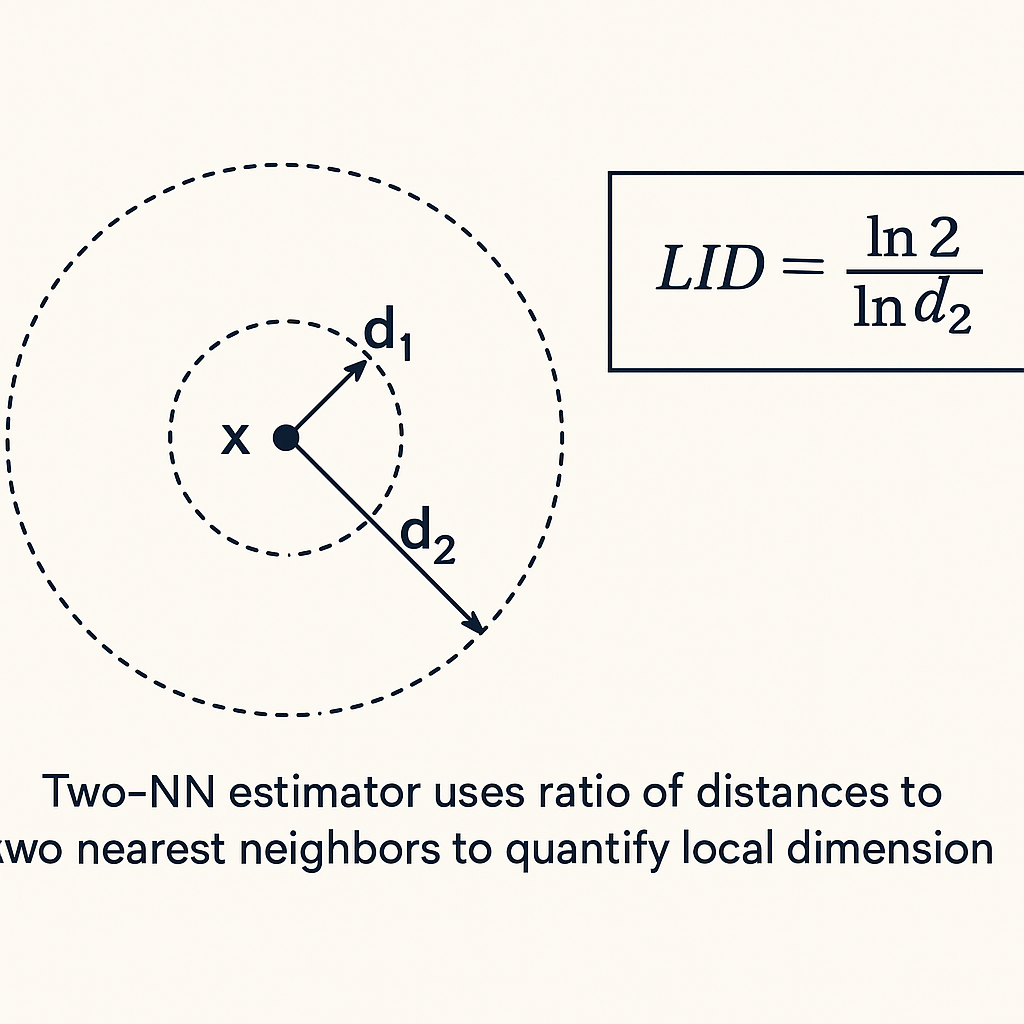 d₁
x
d₂
LID = ln 2 / ln d₂
Two-NN estimator uses ratio of distances to
two nearest neighbors to quantify local dimension